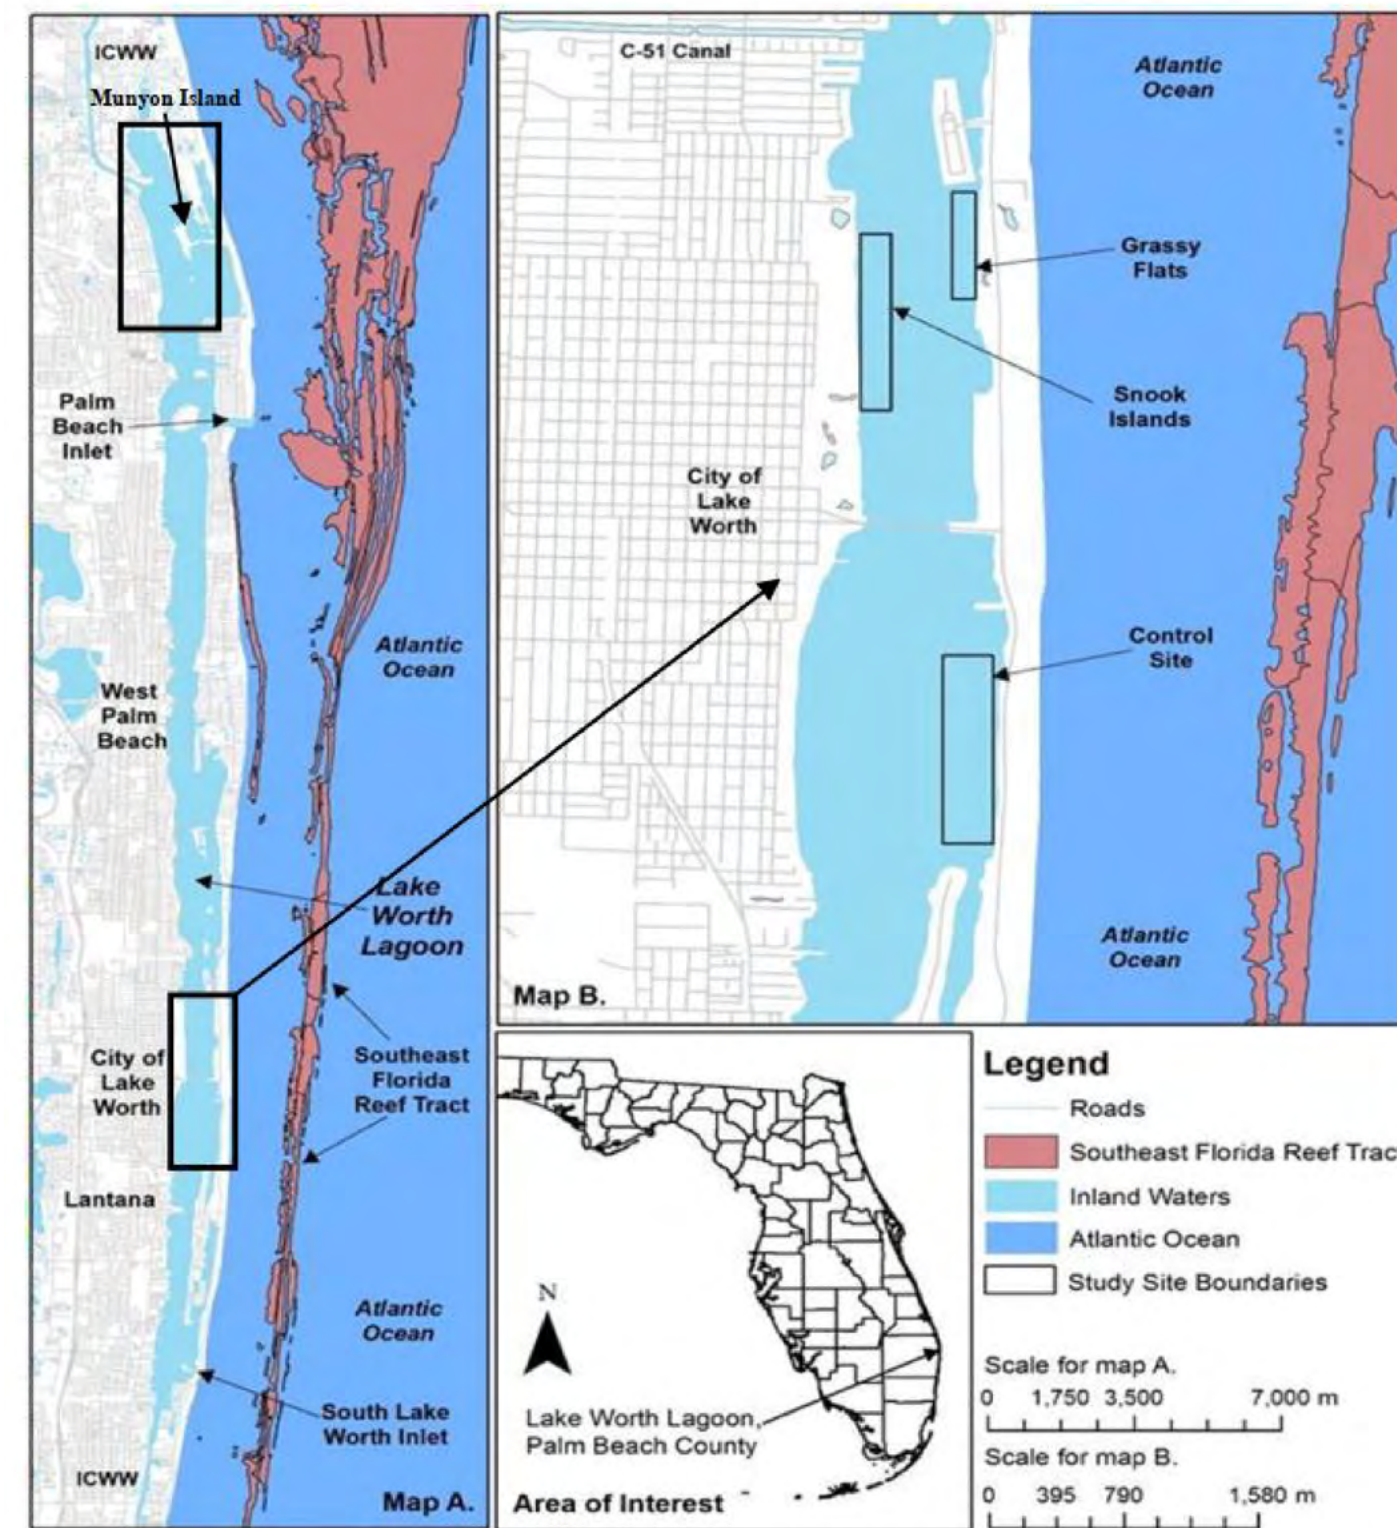 ICWW
Munyon Island
Palm
Beach
Inlet
Atlantic
Ocean
West
Palm
Beach
Lake
Worth
Lagoon
City of
Lake
Worth
Southeast
Florida
Reef Tract
Lantana
Atlantic
Ocean
South Lake
Worth Inlet
ICWW
Map A.
C-51 Canal
Atlantic
Ocean
Grassy
Flats
Snook
Islands
City of
Lake
Worth
Control
Site
Atlantic
Ocean
Map B.
N
Lake Worth Lagoon,
Palm Beach County
Area of Interest
Legend
Roads
Southeast Florida Reef Trac
Inland Waters
Atlantic Ocean
Study Site Boundaries
Scale for map A.
0 1,750 3,500 7,000 m
Scale for map B.
0 395 790 1,580 m